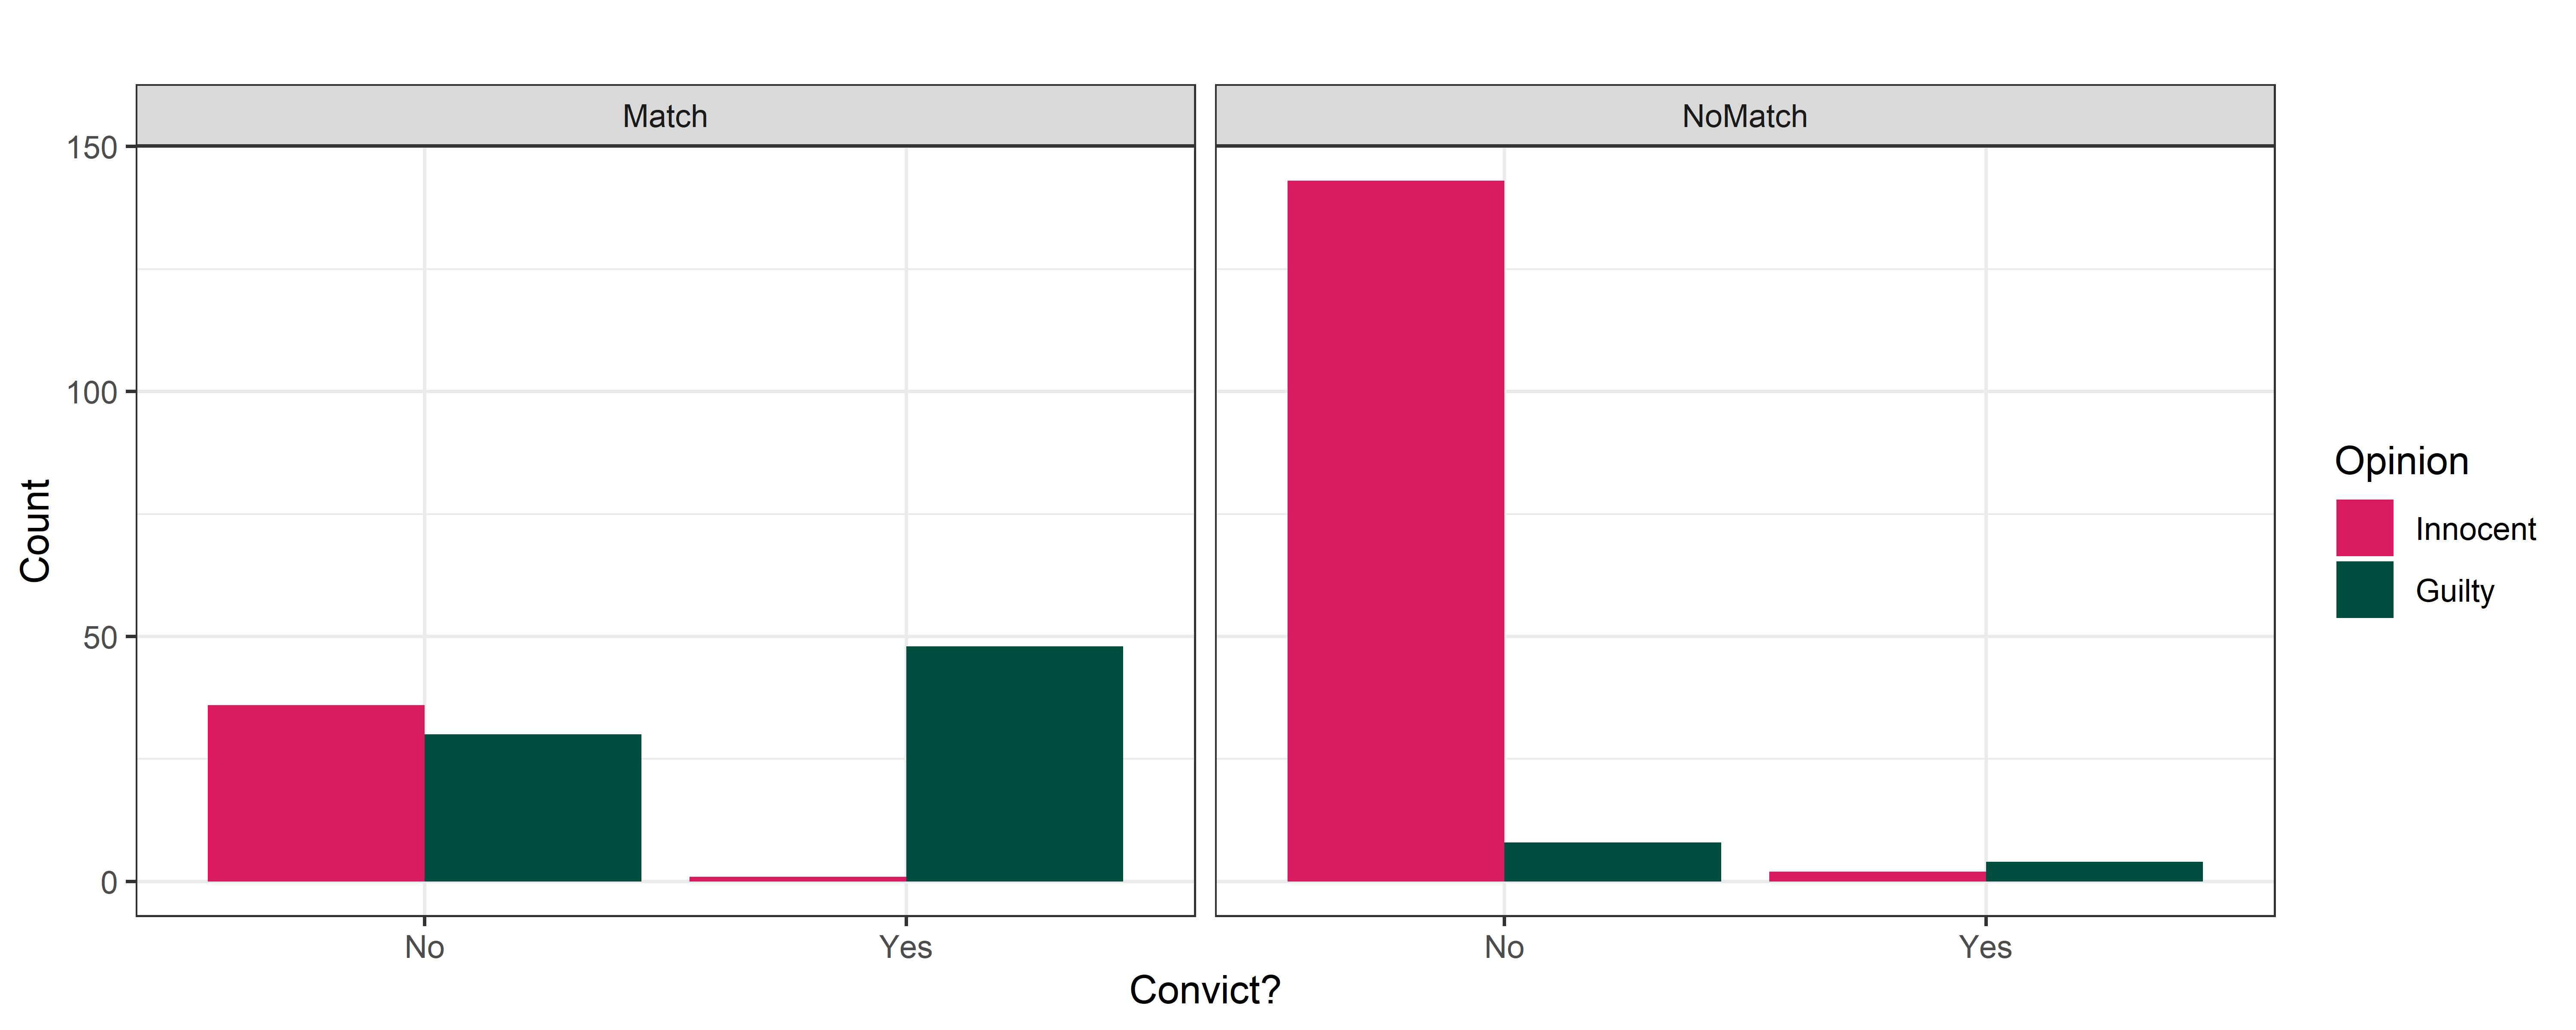 Match
NoMatch
150
100
50
0
Count
No
Yes
No
Yes
Convict?
Opinion
Innocent
Guilty